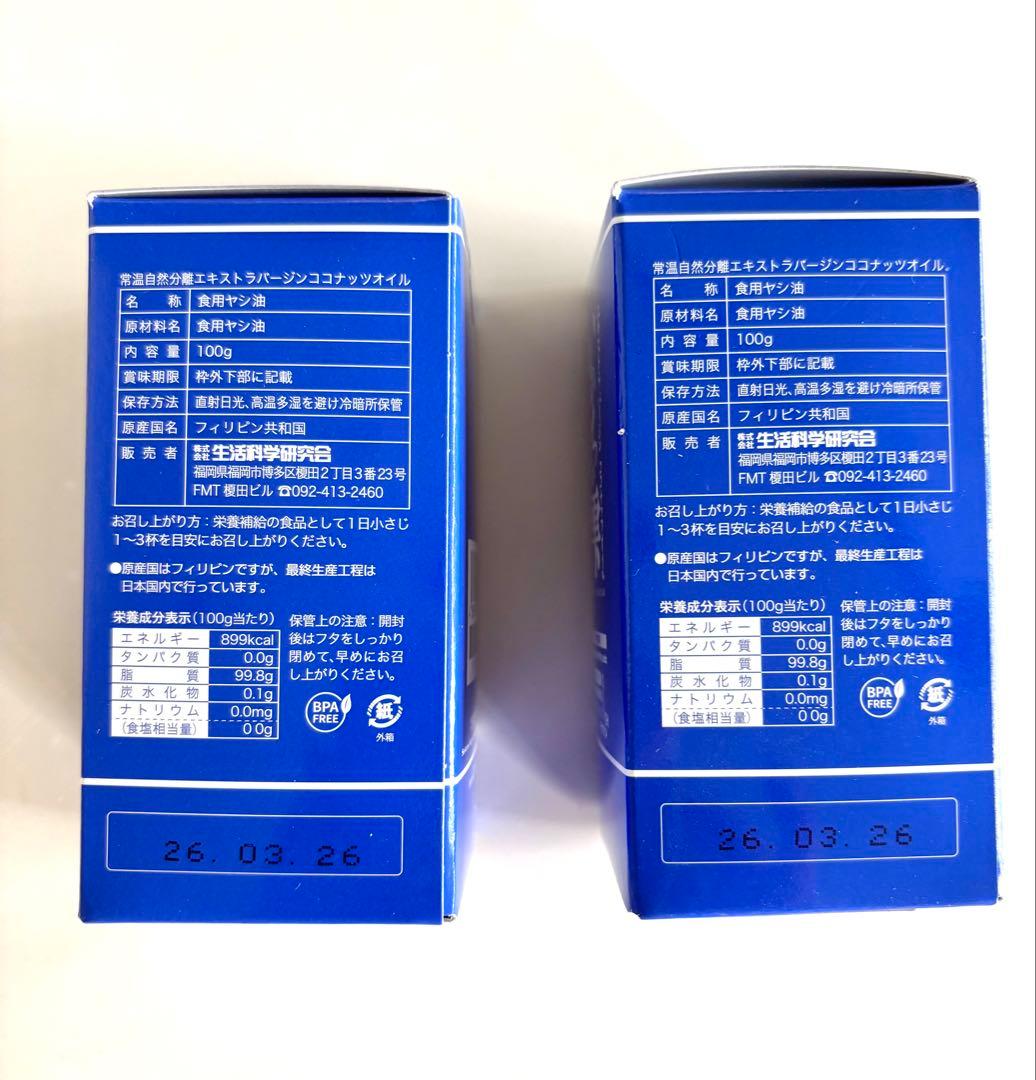 常温自然分離エキストラバージンココナッツオイル
名 称 食用ヤシ油
原材料名 食用ヤシ油
内容量 100g
賞味期限 枠外下部に記載
保存方法 直射日光、高温多湿を避け冷暗所保管
原産国名 フィリピン共和国
販売者 株式会社 生活科学研究会
福岡県福岡市博多区榎田2丁目3番23号
FMT 榎田ビル ☎092-413-2460
お召し上がり方：栄養補給の食品として1日小さじ
1〜3杯を目安にお召し上がりください。
●原産国はフィリピンですが、最終生産工程は
日本国内で行っています。
栄養成分表示（100g当たり）
エネルギー 899kcal
タンパク質 0.0g
脂 質 99.8g
炭水化物 0.1g
ナトリウム 0.0mg
（食塩相当量） 0 0g
保管上の注意：開封
後はフタをしっかり
閉めて、早めにお召
し上がりください。
BPA
FREE
紙
外箱
26. 03. 26
常温自然分離エキストラバージンココナッツオイル
名 称 食用ヤシ油
原材料名 食用ヤシ油
内容量 100g
賞味期限 枠外下部に記載
保存方法 直射日光、高温多湿を避け冷暗所保管
原産国名 フィリピン共和国
販売者 株式会社 生活科学研究会
福岡県福岡市博多区榎田2丁目3番23号
FMT 榎田ビル ☎092-413-2460
お召し上がり方：栄養補給の食品として1日小さじ
1〜3杯を目安にお召し上がりください。
●原産国はフィリピンですが、最終生産工程は
日本国内で行っています。
栄養成分表示（100g当たり）
エネルギー 899kcal
タンパク質 0.0g
脂 質 99.8g
炭水化物 0.1g
ナトリウム 0.0mg
（食塩相当量） 0 0g
保管上の注意：開封
後はフタをしっかり
閉めて、早めにお召
し上がりください。
BPA
FREE
紙
外箱
26. 03. 26